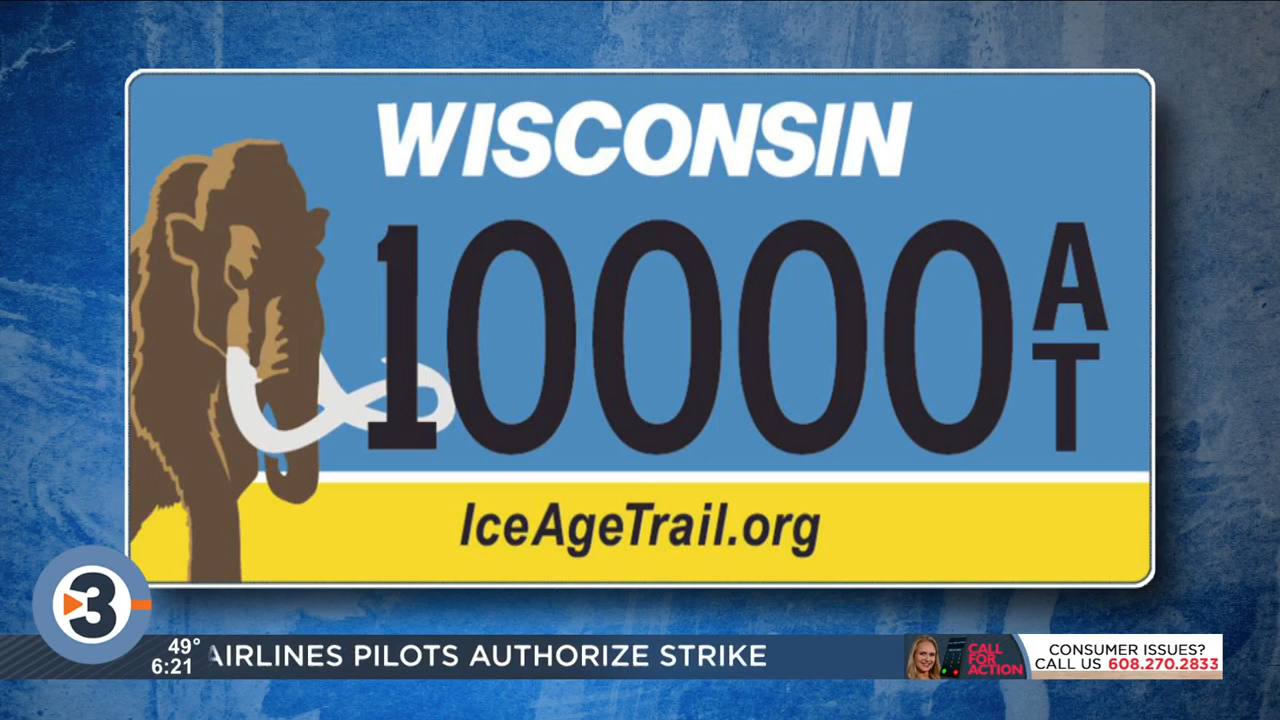 WISCONSIN
10000
A
T
IceAgeTrail.org
3
49°
6:21
AIRLINES PILOTS AUTHORIZE STRIKE
CALL
FOR
ACTION
CONSUMER ISSUES?
CALL US 608.270.2833